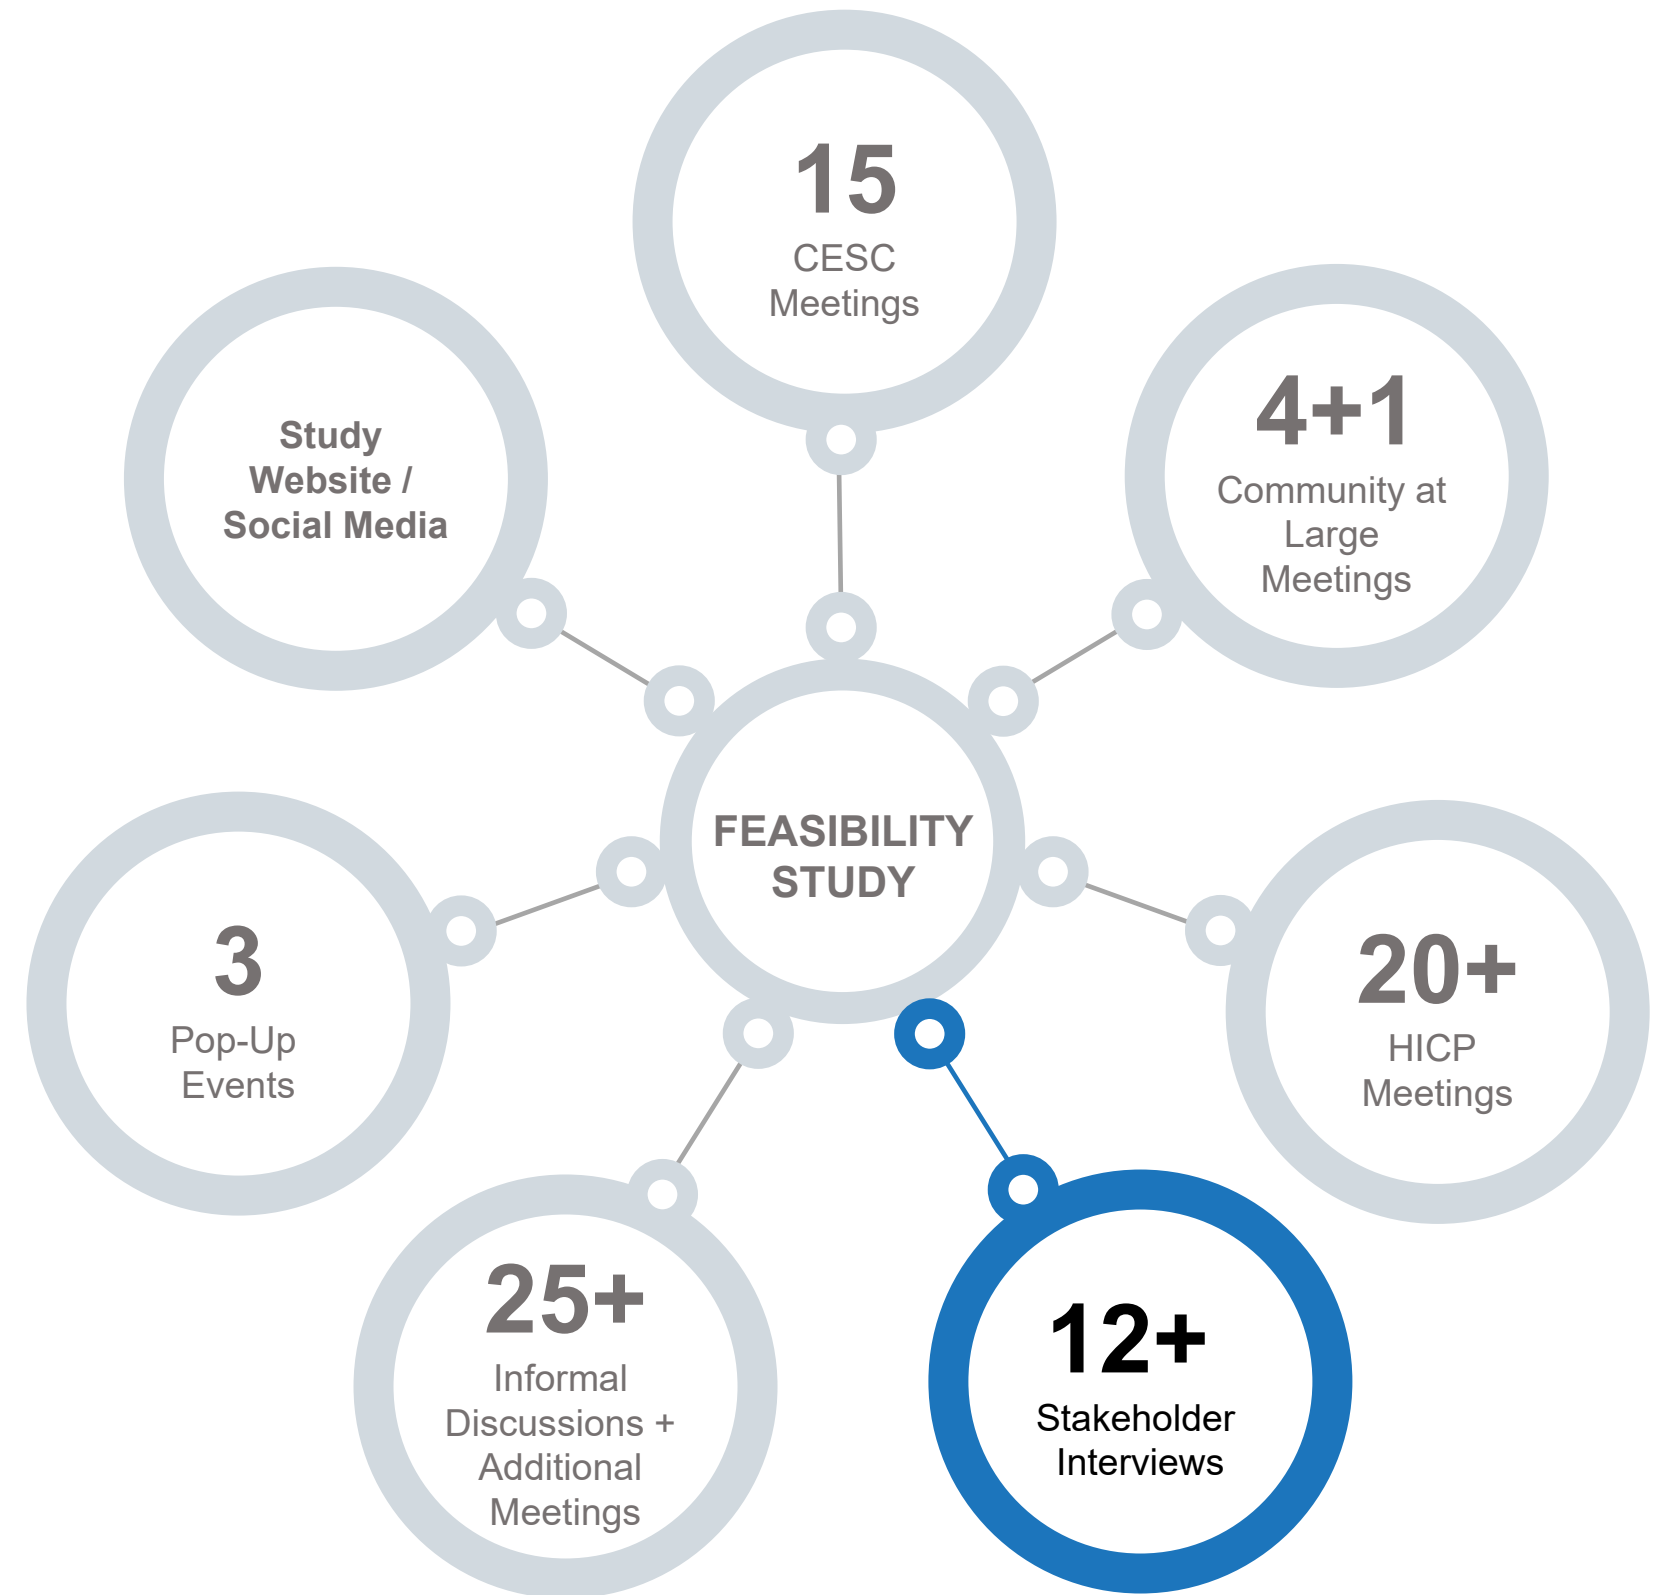 15
CESC
Meetings
4+1
Community at
Large
Meetings
Study
Website /
Social Media
FEASIBILITY
STUDY
20+
HICP
Meetings
3
Pop-Up
Events
25+
Informal
Discussions +
Additional
Meetings
12+
Stakeholder
Interviews